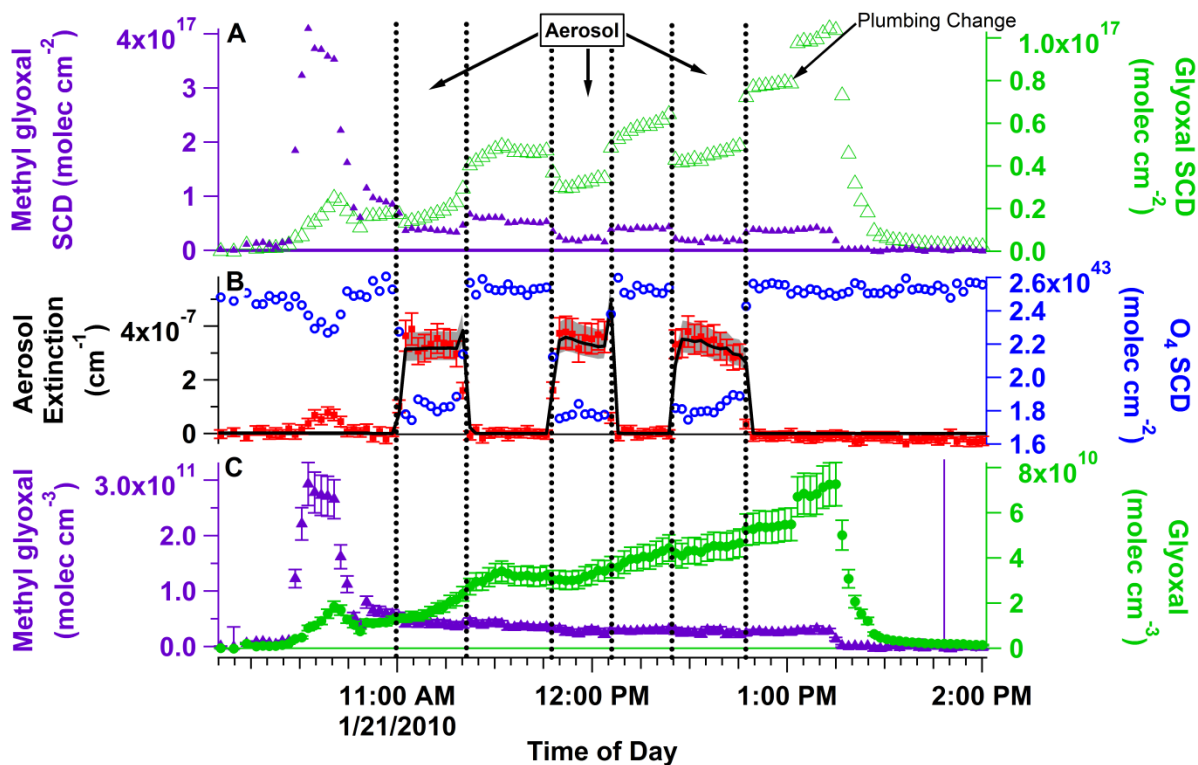 A
Aerosol
Plumbing Change
Methyl glyoxal
SCD (molec cm-2)
4x10^17
3
2
1
0
1.0x10^17
0.8
0.6
0.4
0.2
0.0
Glyoxal SCD
(molec cm-2)
B
Aerosol
Extinction
(cm-1)
4x10^-7
2
0
2.6x10^43
2.4
2.2
2.0
1.8
1.6
O4 SCD
(molec cm-2)
C
Methyl glyoxal
(molec cm-3)
3.0x10^11
2.0
1.0
0.0
8x10^10
6
4
2
0
Glyoxal
(molec cm-3)
11:00 AM
1/21/2010
12:00 PM
1:00 PM
2:00 PM
Time of Day